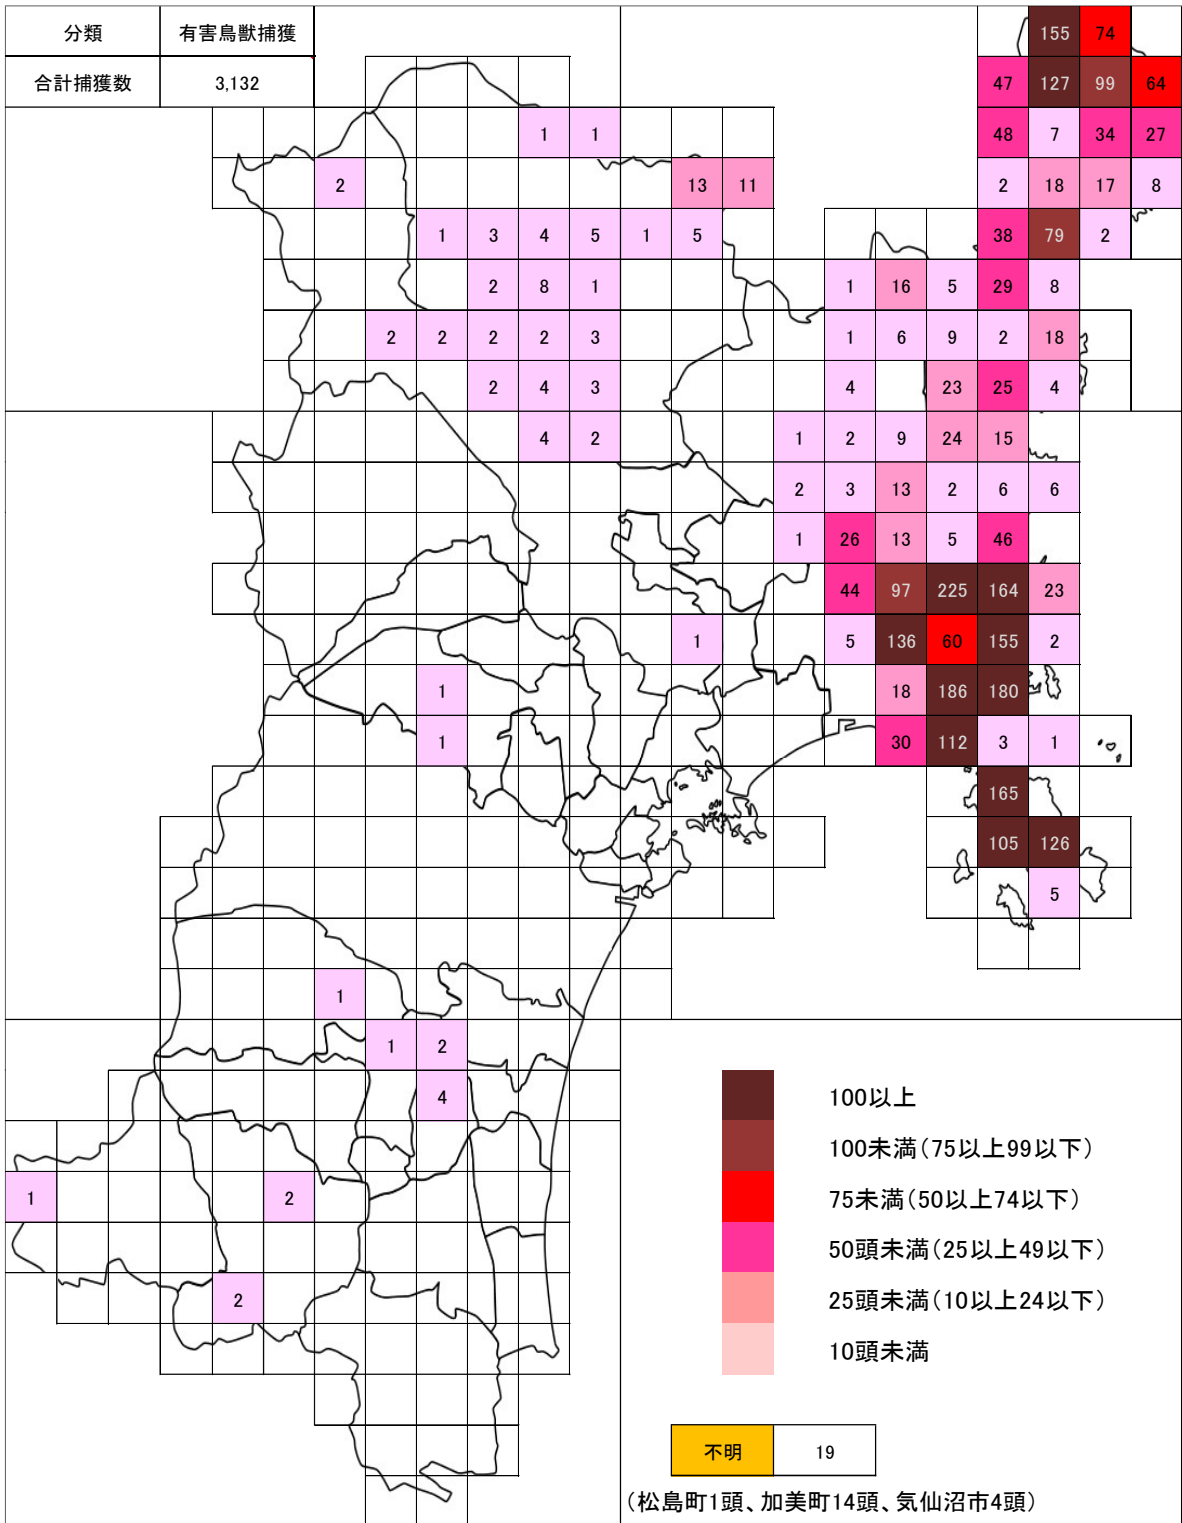 分類 有害鳥獣捕獲 155 74
合計捕獲数 3,132 47 127 99 64
1 1 48 7 34 27
2 13 11 2 18 17 8
1 3 4 5 1 5 38 79 2
2 8 1 1 16 5 29 8
2 2 2 2 3 1 6 9 2 18
2 4 3 4 23 25 4
4 2 1 2 9 24 15
2 3 13 2 6 6
1 26 13 5 46
44 97 225 164 23
1 5 136 60 155 2
1 18 186 180
1 30 112 3 1
165
105 126
5
1
1 2
4
100以上
100未満(75以上99以下)
1 2 75未満(50以上74以下)
50頭未満(25以上49以下)
2 25頭未満(10以上24以下)
10頭未満
不明 19
(松島町1頭、加美町14頭、気仙沼市4頭)